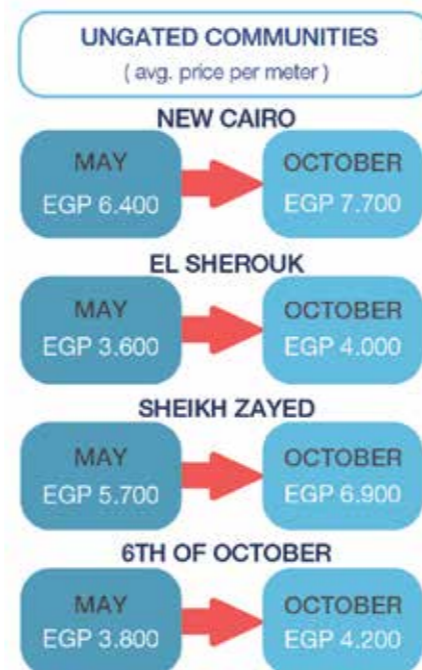 UNGATED COMMUNITIES
( avg. price per meter )
NEW CAIRO
MAY
EGP 6.400
OCTOBER
EGP 7.700
EL SHEROUK
MAY
EGP 3.600
OCTOBER
EGP 4.000
SHEIKH ZAYED
MAY
EGP 5.700
OCTOBER
EGP 6.900
6TH OF OCTOBER
MAY
EGP 3.800
OCTOBER
EGP 4.200